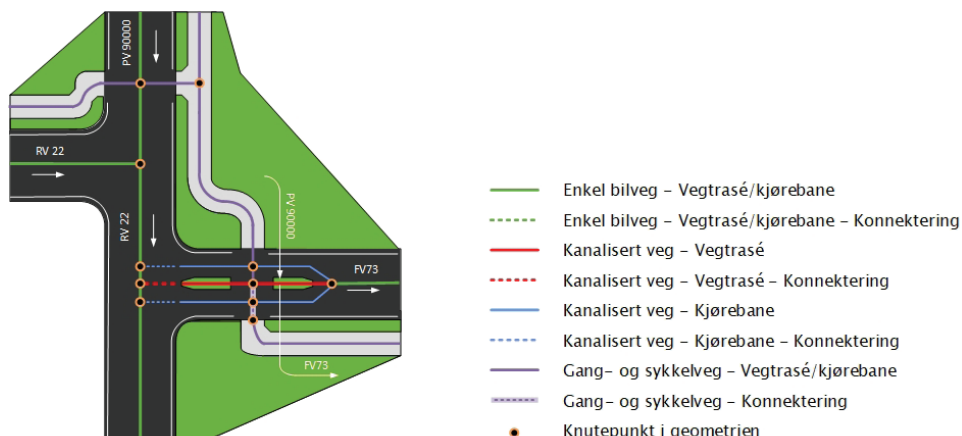 PV 90000
RV 22
RV 22
PV 90000
FV73
FV73
Enkel bilveg – Vegtrasé/kjørebane
Enkel bilveg – Vegtrasé/kjørebane – Konnektering
Kanalisert veg – Vegtrasé
Kanalisert veg – Vegtrasé – Konnektering
Kanalisert veg – Kjørebane
Kanalisert veg – Kjørebane – Konnektering
Gang– og sykkelveg – Vegtrasé/kjørebane
Gang– og sykkelveg – Konnektering
Knutepunkt i geometrien